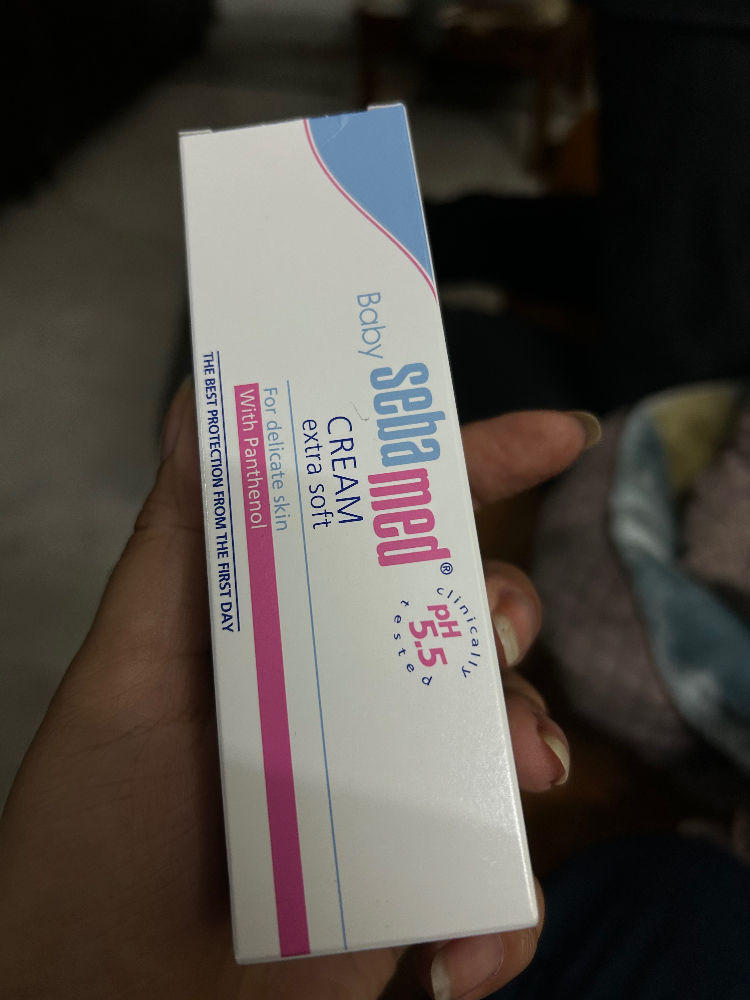 Baby
sebamed®
clinically
pH
5.5
tested
CREAM
extra soft
For delicate skin
With Panthenol
THE BEST PROTECTION FROM THE FIRST DAY